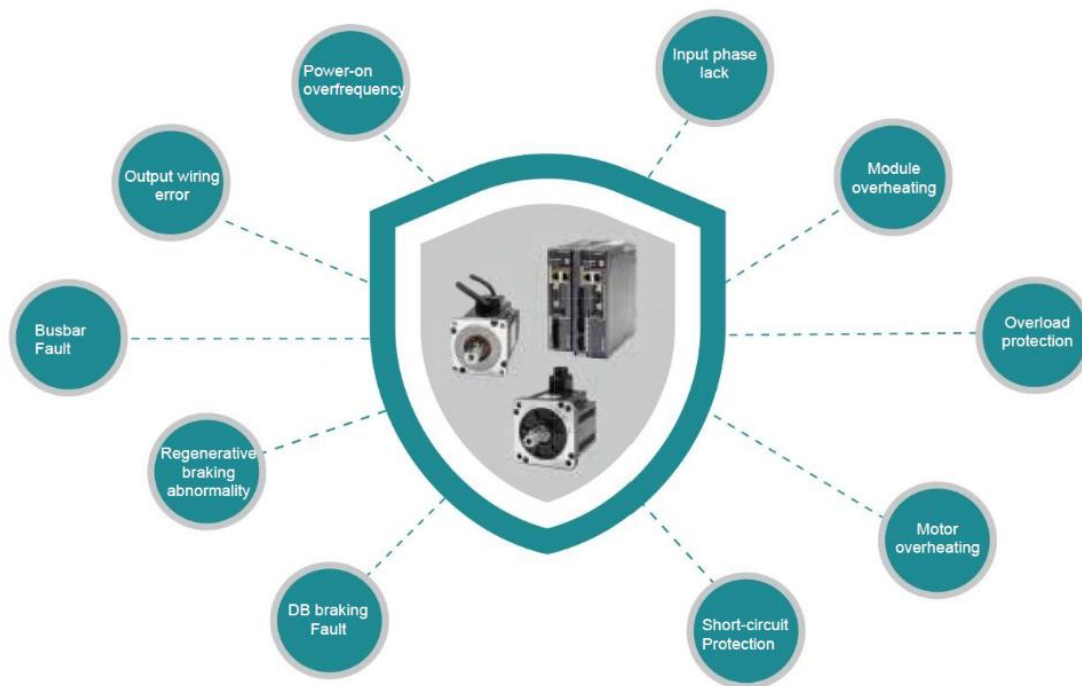 Power-on
overfrequency
Input phase
lack
Output wiring
error
Module
overheating
Busbar
Fault
Overload
protection
Regenerative
braking
abnormality
Motor
overheating
DB braking
Fault
Short-circuit
Protection